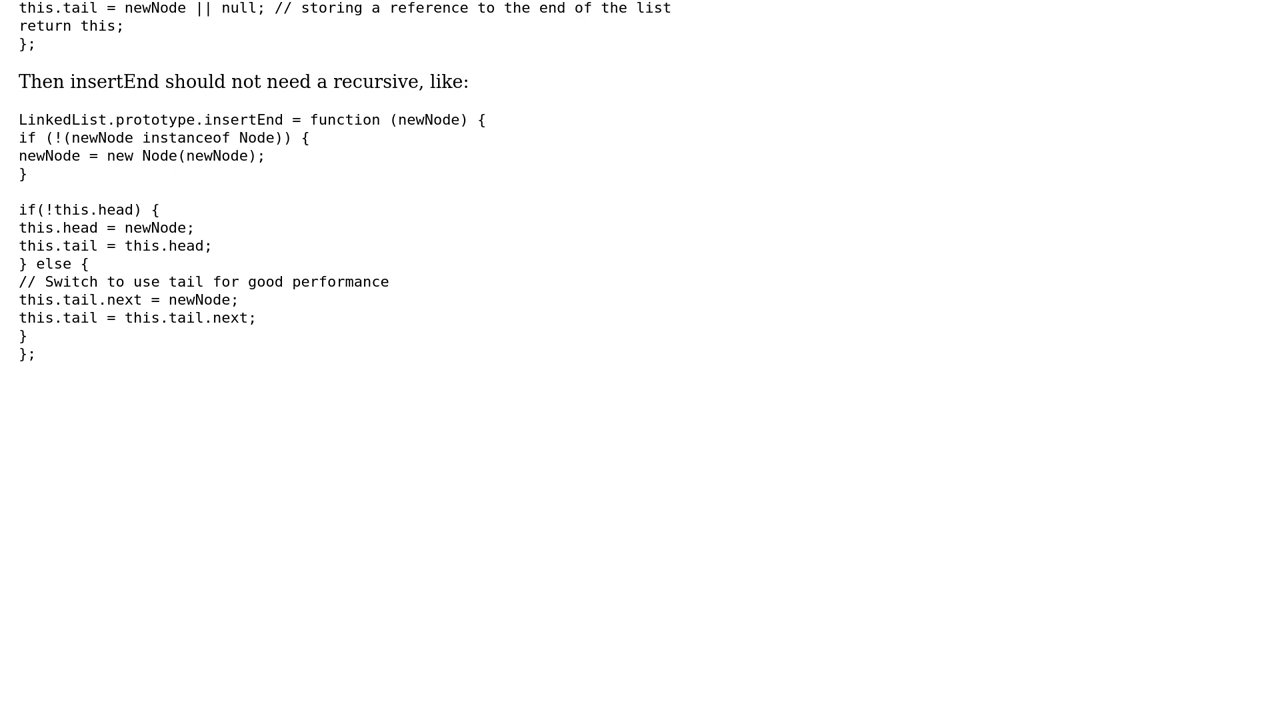 this.tail = newNode || null; // storing a reference to the end of the list
return this;
};
Then insertEnd should not need a recursive, like:
LinkedList.prototype.insertEnd = function (newNode) {
if (!(newNode instanceof Node)) {
newNode = new Node(newNode);
}
if(!this.head) {
this.head = newNode;
this.tail = this.head;
} else {
// Switch to use tail for good performance
this.tail.next = newNode;
this.tail = this.tail.next;
}
};